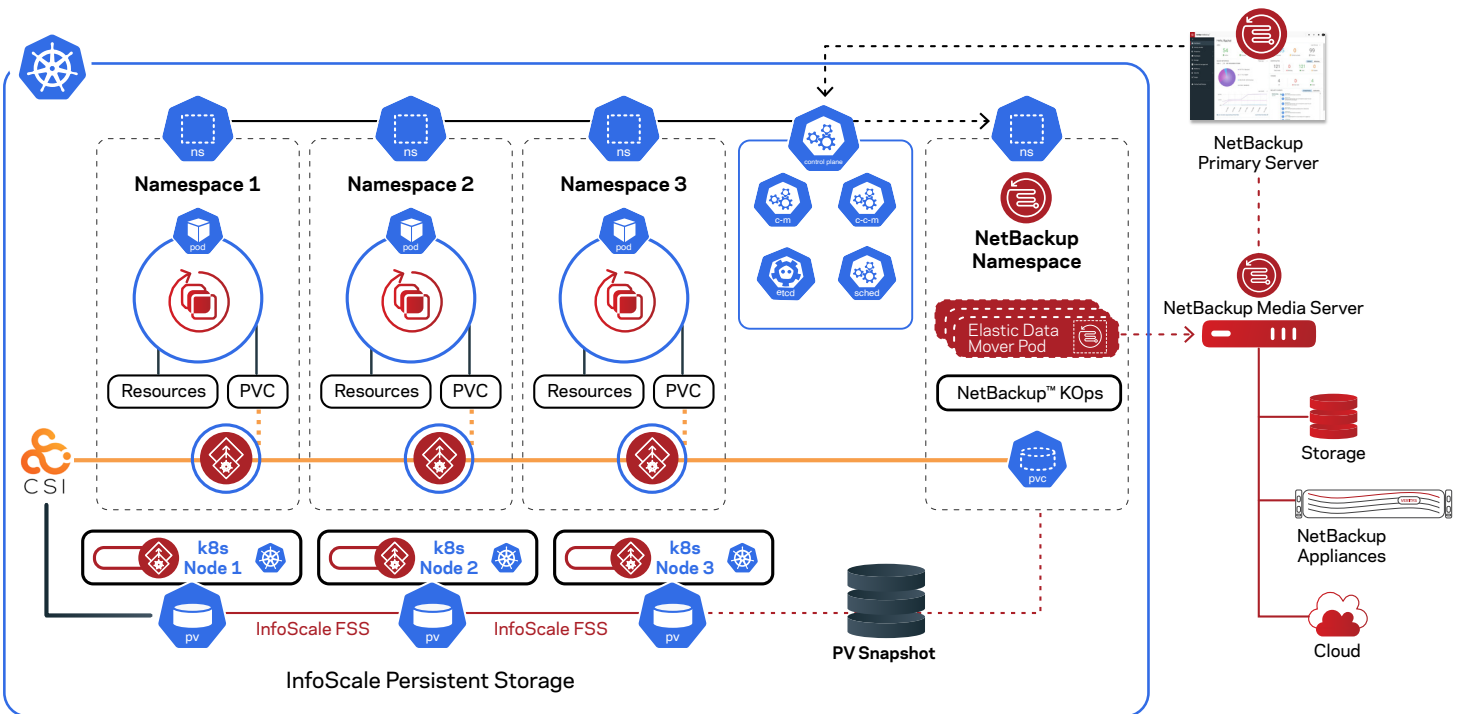 NetBackup
Primary Server
ns
ns
ns
control plane
ns
Namespace 1
Namespace 2
Namespace 3
NetBackup
Namespace
pod
pod
pod
c-m
c-c-m
etcd
sched
NetBackup Media Server
Elastic Data
Mover Pod
Resources
PVC
Resources
PVC
Resources
PVC
NetBackup™ KOps
CSI
pvc
Storage
k8s
Node 1
k8s
Node 2
k8s
Node 3
NetBackup
Appliances
pv
InfoScale FSS
pv
InfoScale FSS
pv
PV Snapshot
Cloud
InfoScale Persistent Storage